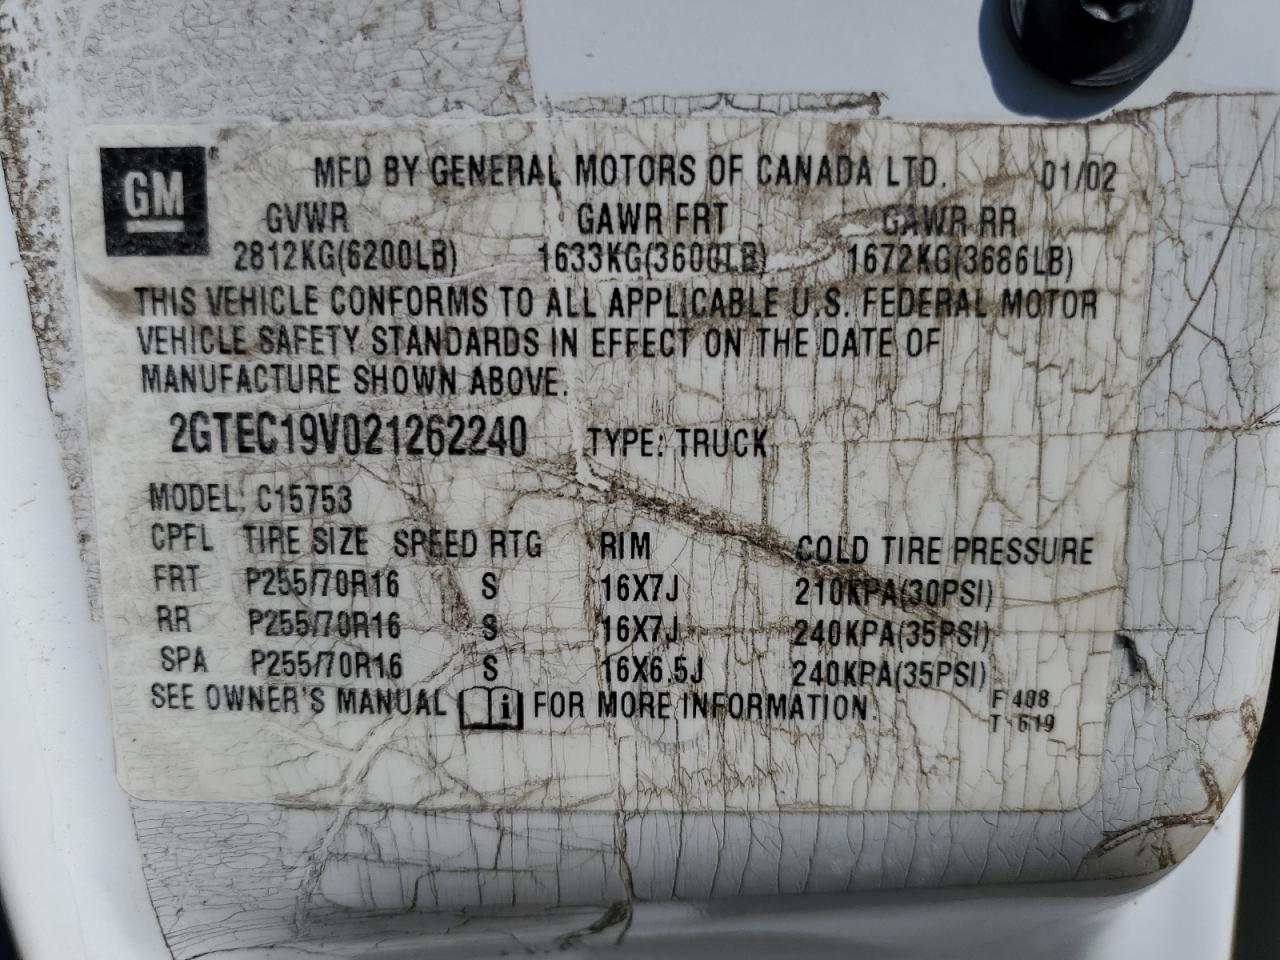 GM® MFD BY GENERAL MOTORS OF CANADA LTD. 01/02
GVWR GAWR FRT GAWR RR
2812KG(6200LB) 1633KG(3600LB) 1672KG(3686LB)
THIS VEHICLE CONFORMS TO ALL APPLICABLE U.S. FEDERAL MOTOR
VEHICLE SAFETY STANDARDS IN EFFECT ON THE DATE OF
MANUFACTURE SHOWN ABOVE.
2GTEC19V021262240 TYPE: TRUCK
MODEL: C15753
CPFL TIRE SIZE SPEED RTG RIM COLD TIRE PRESSURE
FRT P255/70R16 S 16X7J 210KPA(30PSI)
RR P255/70R16 S 16X7J 240KPA(35PSI)
SPA P255/70R16 S 16X6.5J 240KPA(35PSI)
SEE OWNER'S MANUAL i FOR MORE INFORMATION.
F 408
T 619